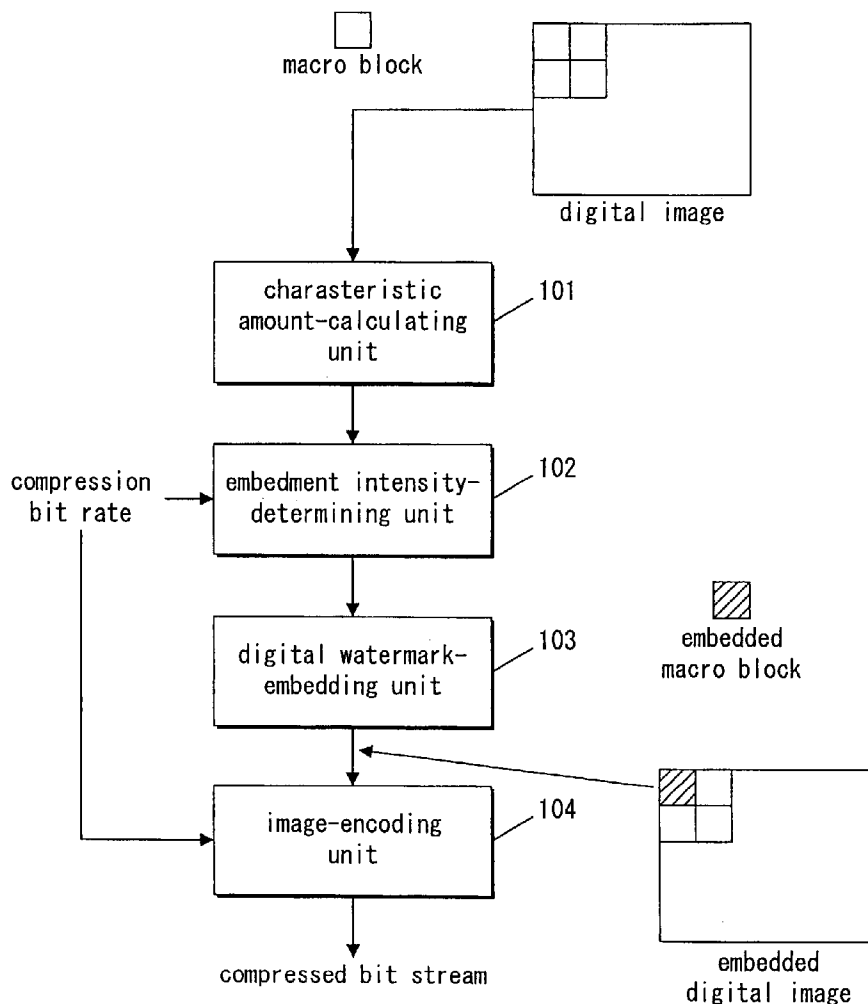 macro block
digital image
charasteristic
amount-calculating
unit
101
compression
bit rate
embedment intensity-
determining unit
102
digital watermark-
embedding unit
103
embedded
macro block
image-encoding
unit
104
compressed bit stream
embedded
digital image